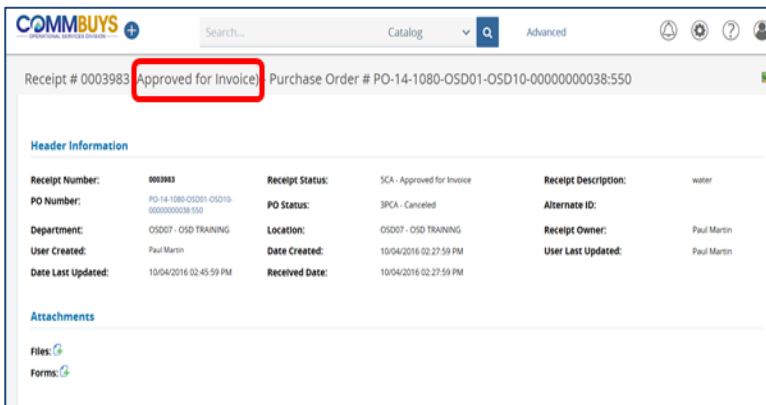 COMMBUYS
OPERATIONAL SERVICES DIVISION
Search...
Catalog
Advanced
Receipt # 0003983 Approved for Invoice) - Purchase Order # PO-14-1080-OSD01-OSD10-00000000038:550
Header Information
Receipt Number: 0003983 Receipt Status: 5CA - Approved for Invoice Receipt Description: water
PO Number: PO-14-1080-OSD01-OSD10-00000000038:550 PO Status: 3PCA - Canceled Alternate ID:
Department: OSD07 - OSD TRAINING Location: OSD07 - OSD TRAINING Receipt Owner: Paul Martin
User Created: Paul Martin Date Created: 10/04/2016 02:27:59 PM User Last Updated: Paul Martin
Date Last Updated: 10/04/2016 02:45:59 PM Received Date: 10/04/2016 02:27:59 PM
Attachments
Files:
Forms: